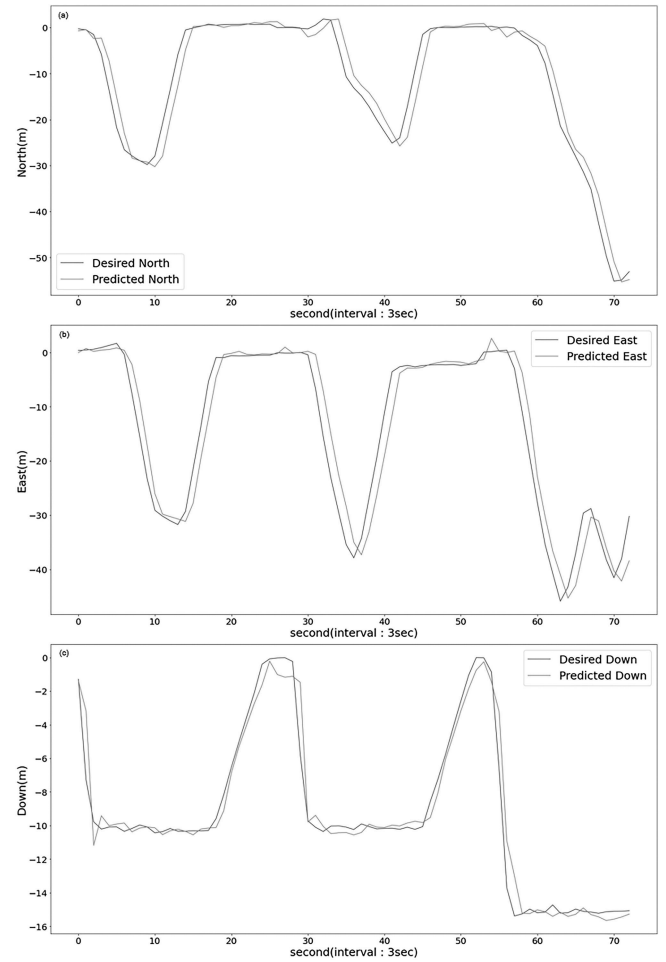 (a)
0
−10
−20
−30
−40
−50
North(m)
Desired North
Predicted North
0 10 20 30 40 50 60 70
second(interval : 3sec)
(b)
0
−10
−20
−30
−40
East(m)
Desired East
Predicted East
0 10 20 30 40 50 60 70
second(interval : 3sec)
(c)
0
−2
−4
−6
−8
−10
−12
−14
−16
Down(m)
Desired Down
Predicted Down
0 10 20 30 40 50 60 70
second(interval : 3sec)